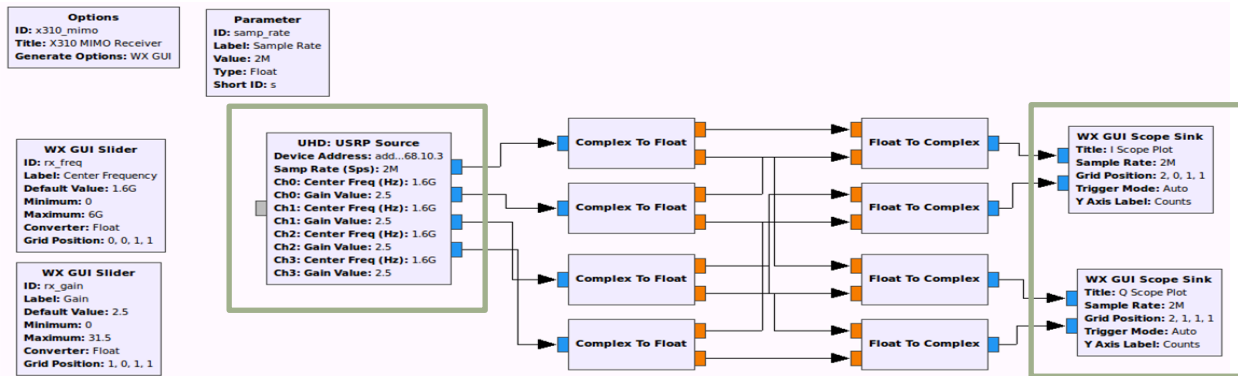 Options
ID: x310_mimo
Title: X310 MIMO Receiver
Generate Options: WX GUI
Parameter
ID: samp_rate
Label: Sample Rate
Value: 2M
Type: Float
Short ID: s
WX GUI Slider
ID: rx_freq
Label: Center Frequency
Default Value: 1.6G
Minimum: 0
Maximum: 6G
Converter: Float
Grid Position: 0, 0, 1, 1
WX GUI Slider
ID: rx_gain
Label: Gain
Default Value: 2.5
Minimum: 0
Maximum: 31.5
Converter: Float
Grid Position: 1, 0, 1, 1
UHD: USRP Source
Device Address: add...68.10.3
Samp Rate (Sps): 2M
Ch0: Center Freq (Hz): 1.6G
Ch0: Gain Value: 2.5
Ch1: Center Freq (Hz): 1.6G
Ch1: Gain Value: 2.5
Ch2: Center Freq (Hz): 1.6G
Ch2: Gain Value: 2.5
Ch3: Center Freq (Hz): 1.6G
Ch3: Gain Value: 2.5
Complex To Float
Complex To Float
Complex To Float
Complex To Float
Float To Complex
Float To Complex
Float To Complex
Float To Complex
WX GUI Scope Sink
Title: I Scope Plot
Sample Rate: 2M
Grid Position: 2, 0, 1, 1
Trigger Mode: Auto
Y Axis Label: Counts
WX GUI Scope Sink
Title: Q Scope Plot
Sample Rate: 2M
Grid Position: 2, 1, 1, 1
Trigger Mode: Auto
Y Axis Label: Counts